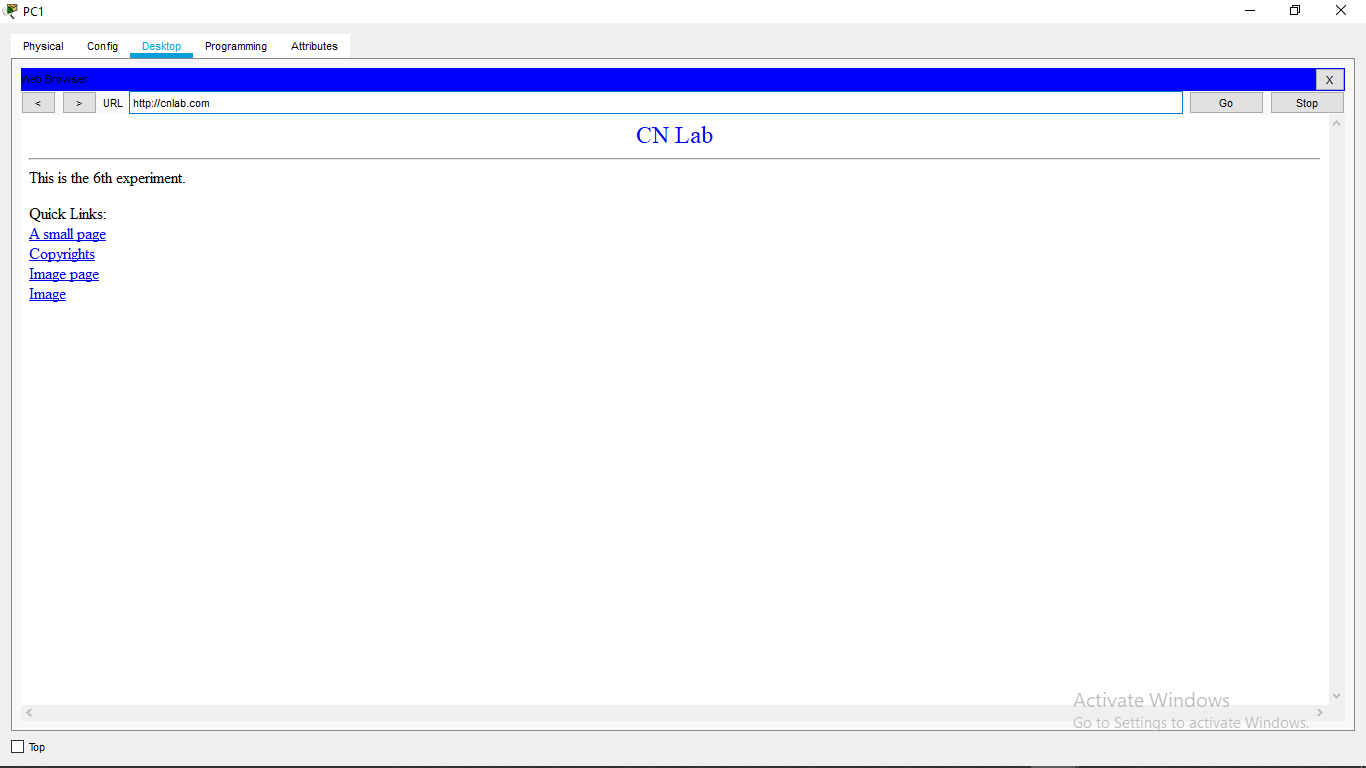 PC1
Physical Config Desktop Programming Attributes
Web Browser X
< > URL http://cnlab.com Go Stop
CN Lab
This is the 6th experiment.
Quick Links:
A small page
Copyrights
Image page
Image
Activate Windows
Go to Settings to activate Windows.
Top